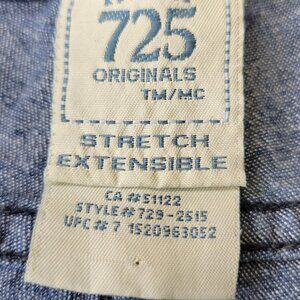 725
ORIGINALS
TM/MC
STRETCH
EXTENSIBLE
CA#51122
STYLE#729-2515
UPC#7 1520963052